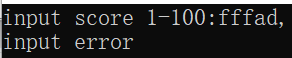 input score 1-100:fffad,
input error